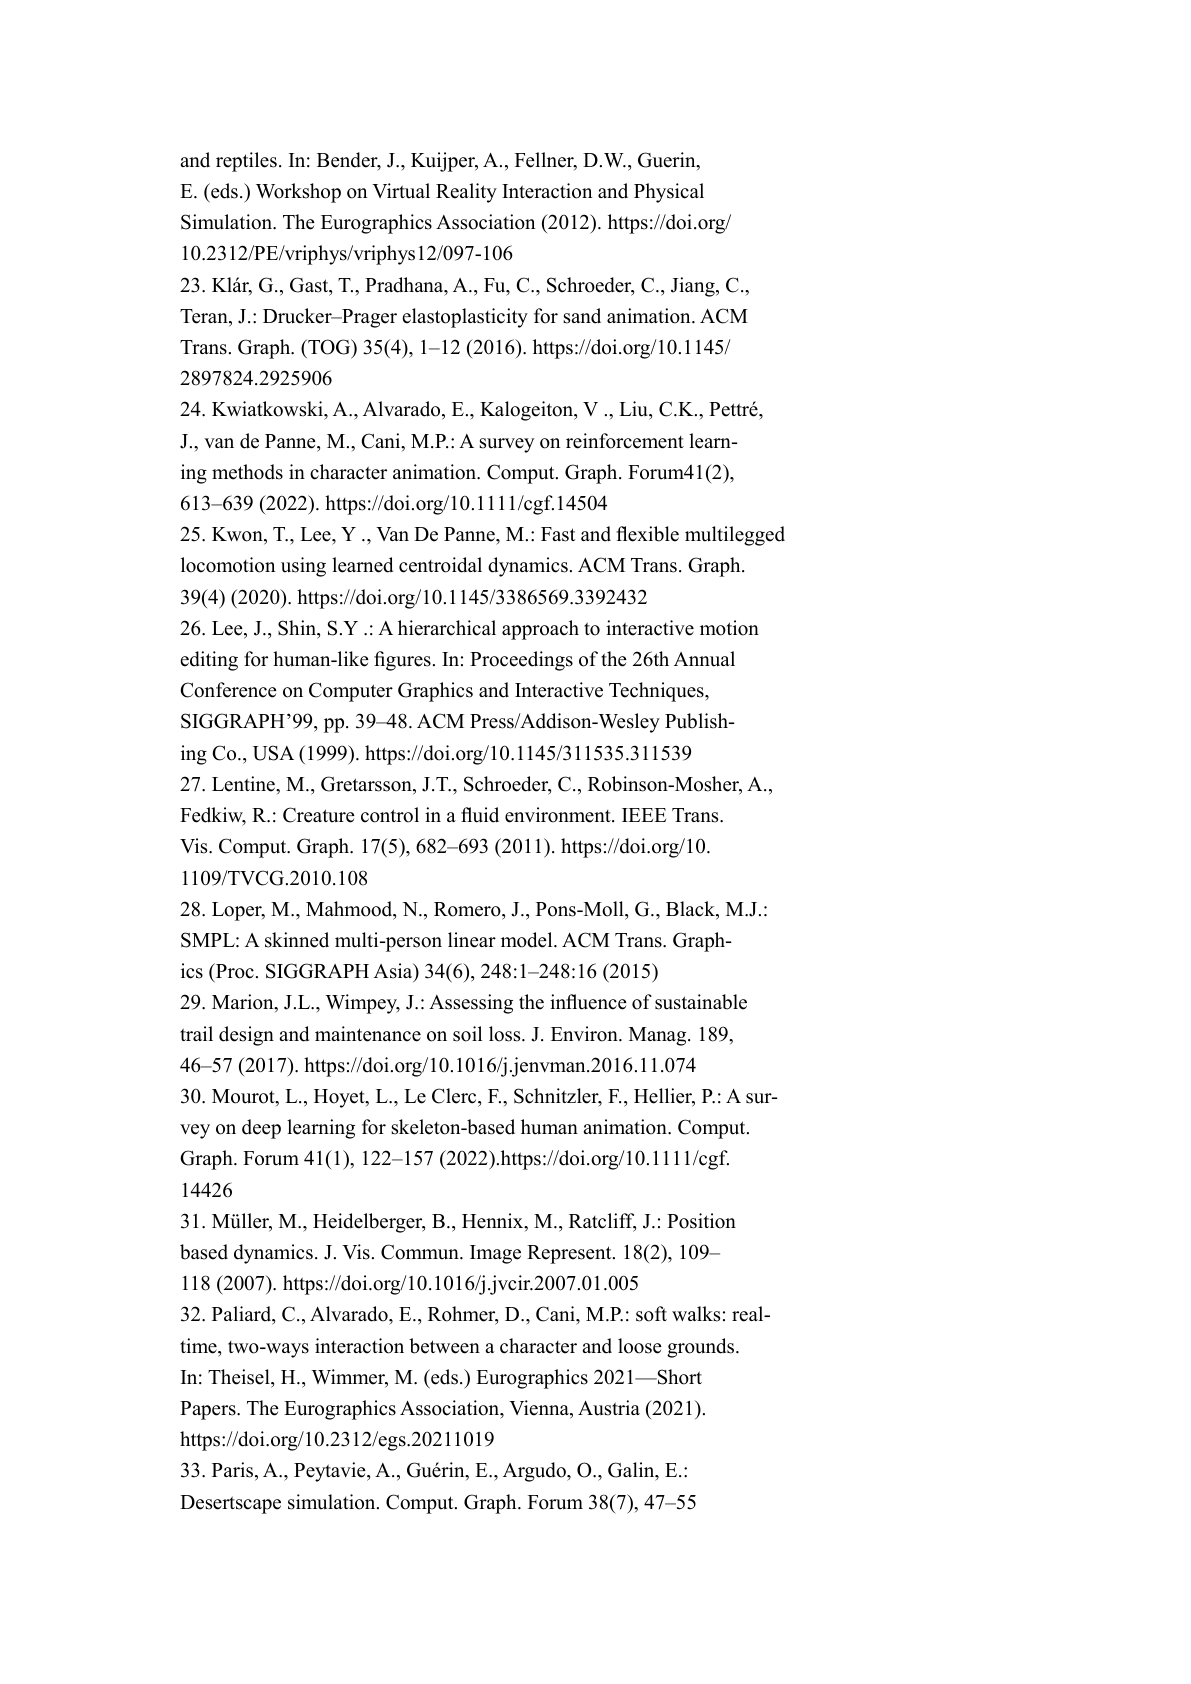 and reptiles. In: Bender, J., Kuijper, A., Fellner, D.W., Guerin,
E. (eds.) Workshop on Virtual Reality Interaction and Physical
Simulation. The Eurographics Association (2012). https://doi.org/
10.2312/PE/vriphys/vriphys12/097-106
23. Klár, G., Gast, T., Pradhana, A., Fu, C., Schroeder, C., Jiang, C.,
Teran, J.: Drucker–Prager elastoplasticity for sand animation. ACM
Trans. Graph. (TOG) 35(4), 1–12 (2016). https://doi.org/10.1145/
2897824.2925906
24. Kwiatkowski, A., Alvarado, E., Kalogeiton, V ., Liu, C.K., Pettré,
J., van de Panne, M., Cani, M.P.: A survey on reinforcement learn-
ing methods in character animation. Comput. Graph. Forum41(2),
613–639 (2022). https://doi.org/10.1111/cgf.14504
25. Kwon, T., Lee, Y ., Van De Panne, M.: Fast and flexible multilegged
locomotion using learned centroidal dynamics. ACM Trans. Graph.
39(4) (2020). https://doi.org/10.1145/3386569.3392432
26. Lee, J., Shin, S.Y .: A hierarchical approach to interactive motion
editing for human-like figures. In: Proceedings of the 26th Annual
Conference on Computer Graphics and Interactive Techniques,
SIGGRAPH’99, pp. 39–48. ACM Press/Addison-Wesley Publish-
ing Co., USA (1999). https://doi.org/10.1145/311535.311539
27. Lentine, M., Gretarsson, J.T., Schroeder, C., Robinson-Mosher, A.,
Fedkiw, R.: Creature control in a fluid environment. IEEE Trans.
Vis. Comput. Graph. 17(5), 682–693 (2011). https://doi.org/10.
1109/TVCG.2010.108
28. Loper, M., Mahmood, N., Romero, J., Pons-Moll, G., Black, M.J.:
SMPL: A skinned multi-person linear model. ACM Trans. Graph-
ics (Proc. SIGGRAPH Asia) 34(6), 248:1–248:16 (2015)
29. Marion, J.L., Wimpey, J.: Assessing the influence of sustainable
trail design and maintenance on soil loss. J. Environ. Manag. 189,
46–57 (2017). https://doi.org/10.1016/j.jenvman.2016.11.074
30. Mourot, L., Hoyet, L., Le Clerc, F., Schnitzler, F., Hellier, P.: A sur-
vey on deep learning for skeleton-based human animation. Comput.
Graph. Forum 41(1), 122–157 (2022).https://doi.org/10.1111/cgf.
14426
31. Müller, M., Heidelberger, B., Hennix, M., Ratcliff, J.: Position
based dynamics. J. Vis. Commun. Image Represent. 18(2), 109–
118 (2007). https://doi.org/10.1016/j.jvcir.2007.01.005
32. Paliard, C., Alvarado, E., Rohmer, D., Cani, M.P.: soft walks: real-
time, two-ways interaction between a character and loose grounds.
In: Theisel, H., Wimmer, M. (eds.) Eurographics 2021—Short
Papers. The Eurographics Association, Vienna, Austria (2021).
https://doi.org/10.2312/egs.20211019
33. Paris, A., Peytavie, A., Guérin, E., Argudo, O., Galin, E.:
Desertscape simulation. Comput. Graph. Forum 38(7), 47–55